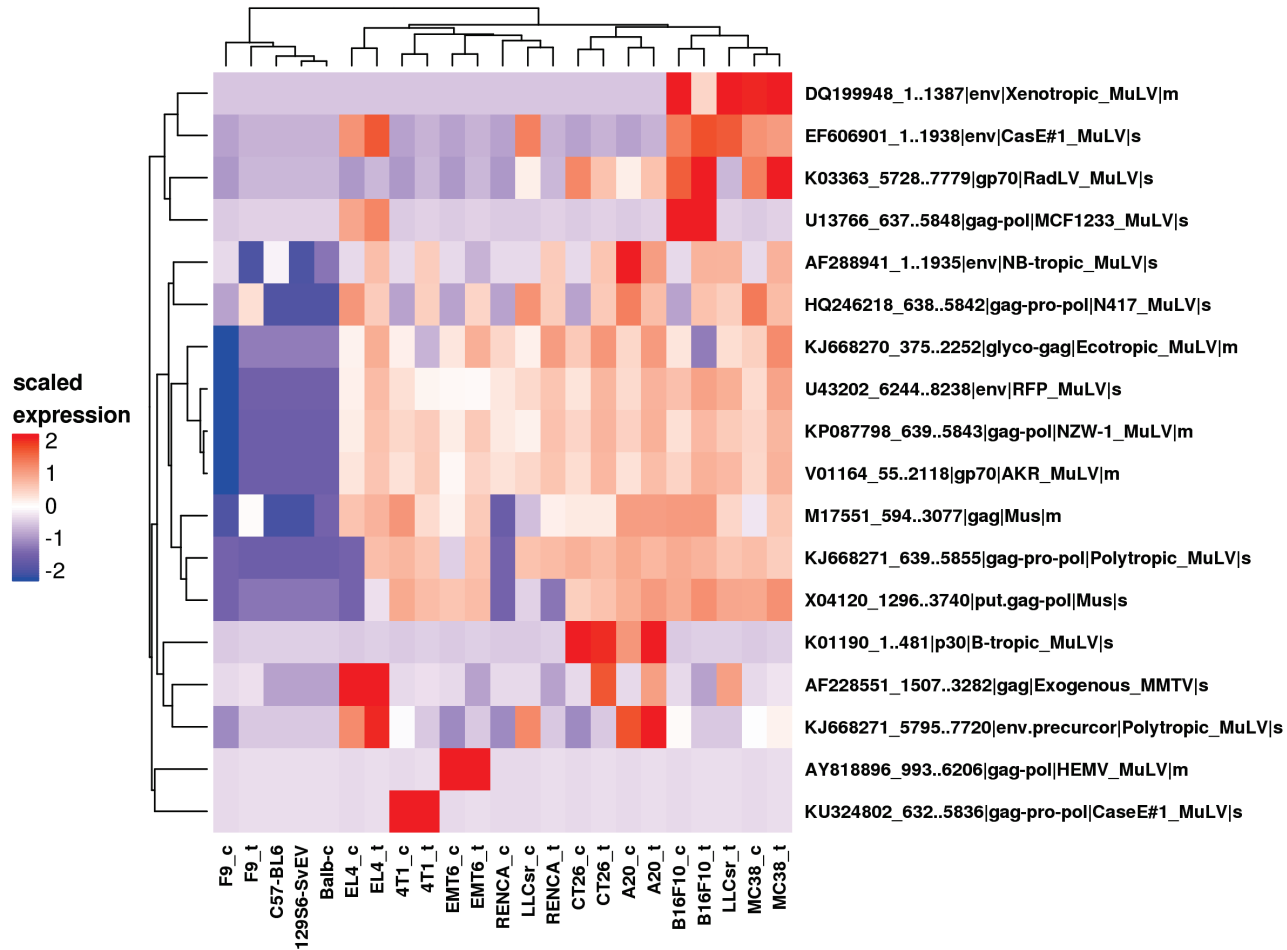 DQ199948_1..1387|env|Xenotropic_MuLV|m
EF606901_1..1938|env|CasE#1_MuLV|s
K03363_5728..7779|gp70|RadLV_MuLV|s
U13766_637..5848|gag-pol|MCF1233_MuLV|s
AF288941_1..1935|env|NB-tropic_MuLV|s
HQ246218_638..5842|gag-pro-pol|N417_MuLV|s
KJ668270_375..2252|glyco-gag|Ecotropic_MuLV|m
U43202_6244..8238|env|RFP_MuLV|s
KP087798_639..5843|gag-pol|NZW-1_MuLV|m
V01164_55..2118|gp70|AKR_MuLV|m
M17551_594..3077|gag|Mus|m
KJ668271_639..5855|gag-pro-pol|Polytropic_MuLV|s
X04120_1296..3740|put.gag-pol|Mus|s
K01190_1..481|p30|B-tropic_MuLV|s
AF228551_1507..3282|gag|Exogenous_MMTV|s
KJ668271_5795..7720|env.precurcor|Polytropic_MuLV|s
AY818896_993..6206|gag-pol|HEMV_MuLV|m
KU324802_632..5836|gag-pro-pol|CaseE#1_MuLV|s
scaled
expression
2
1
0
-1
-2
F9_c
F9_t
C57-BL6
129S6-SvEV
Balb-c
EL4_c
EL4_t
4T1_c
4T1_t
EMT6_c
EMT6_t
RENCA_c
LLCsr_c
RENCA_t
CT26_c
CT26_t
A20_c
A20_t
B16F10_c
B16F10_t
LLCsr_t
MC38_c
MC38_t